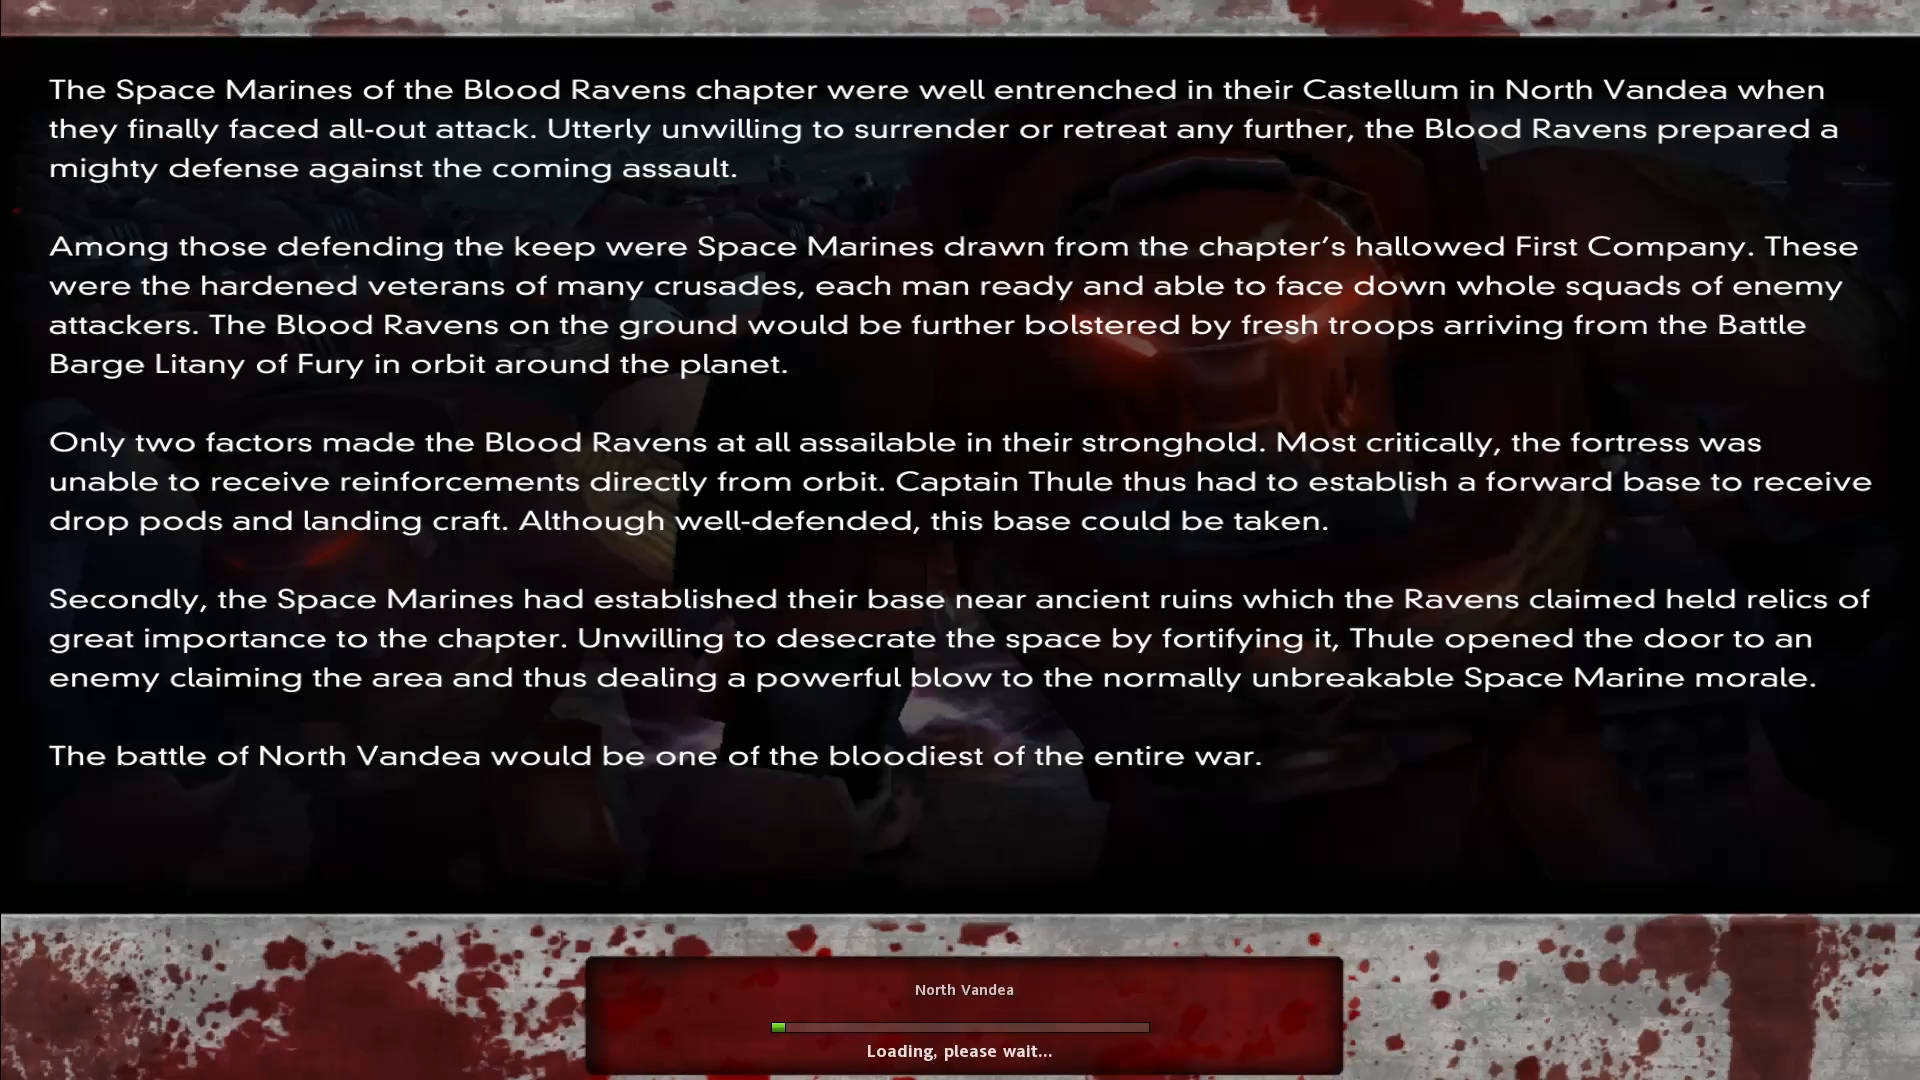 The Space Marines of the Blood Ravens chapter were well entrenched in their Castellum in North Vandea when
they finally faced all-out attack. Utterly unwilling to surrender or retreat any further, the Blood Ravens prepared a
mighty defense against the coming assault.
Among those defending the keep were Space Marines drawn from the chapter's hallowed First Company. These
were the hardened veterans of many crusades, each man ready and able to face down whole squads of enemy
attackers. The Blood Ravens on the ground would be further bolstered by fresh troops arriving from the Battle
Barge Litany of Fury in orbit around the planet.
Only two factors made the Blood Ravens at all assailable in their stronghold. Most critically, the fortress was
unable to receive reinforcements directly from orbit. Captain Thule thus had to establish a forward base to receive
drop pods and landing craft. Although well-defended, this base could be taken.
Secondly, the Space Marines had established their base near ancient ruins which the Ravens claimed held relics of
great importance to the chapter. Unwilling to desecrate the space by fortifying it, Thule opened the door to an
enemy claiming the area and thus dealing a powerful blow to the normally unbreakable Space Marine morale.
The battle of North Vandea would be one of the bloodiest of the entire war.
North Vandea
Loading, please wait...